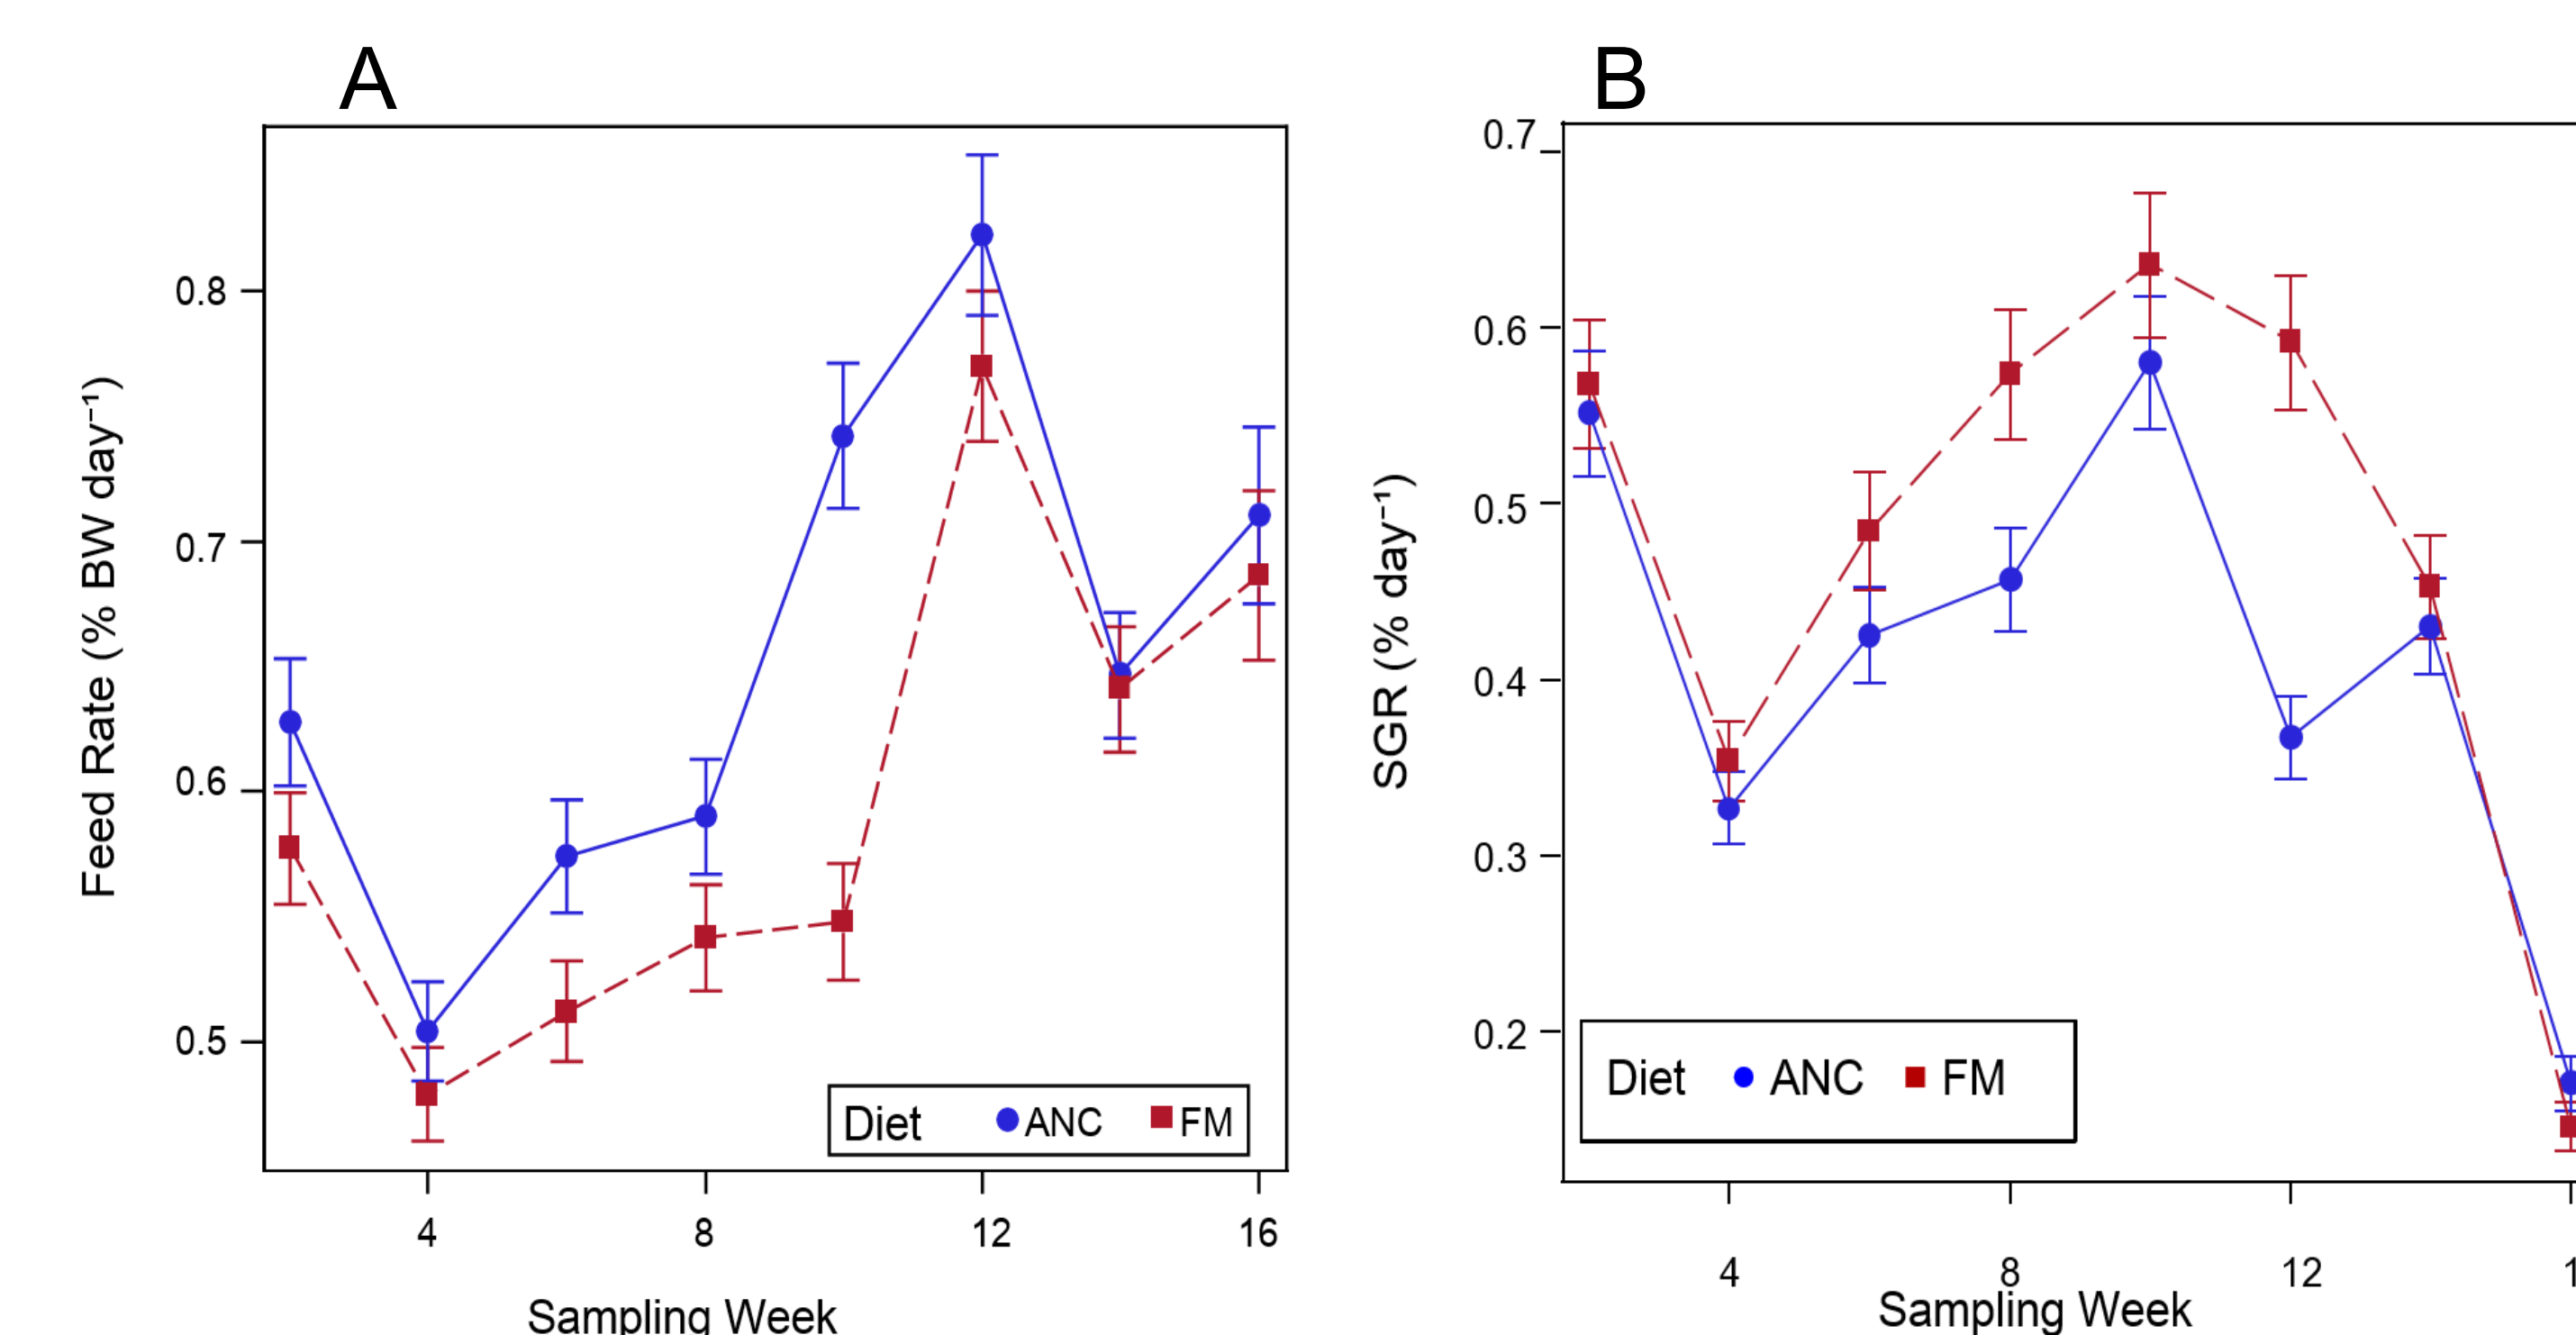 A
Feed Rate (% BW day⁻¹)
0.8
0.7
0.6
0.5
Diet ANC FM
4 8 12 16
Sampling Week
B
SGR (% day⁻¹)
0.7
0.6
0.5
0.4
0.3
0.2
Diet ANC FM
4 8 12
Sampling Week